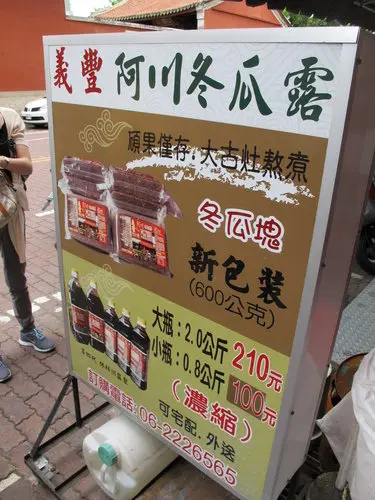 義豐 阿川冬瓜露
碩果僅存．大古灶熬煮
冬瓜塊
新包裝
(600公克)
大瓶：2.0公斤 210元
小瓶：0.8公斤 100元
(濃縮)
可宅配．外送
訂購電話：06-2226565